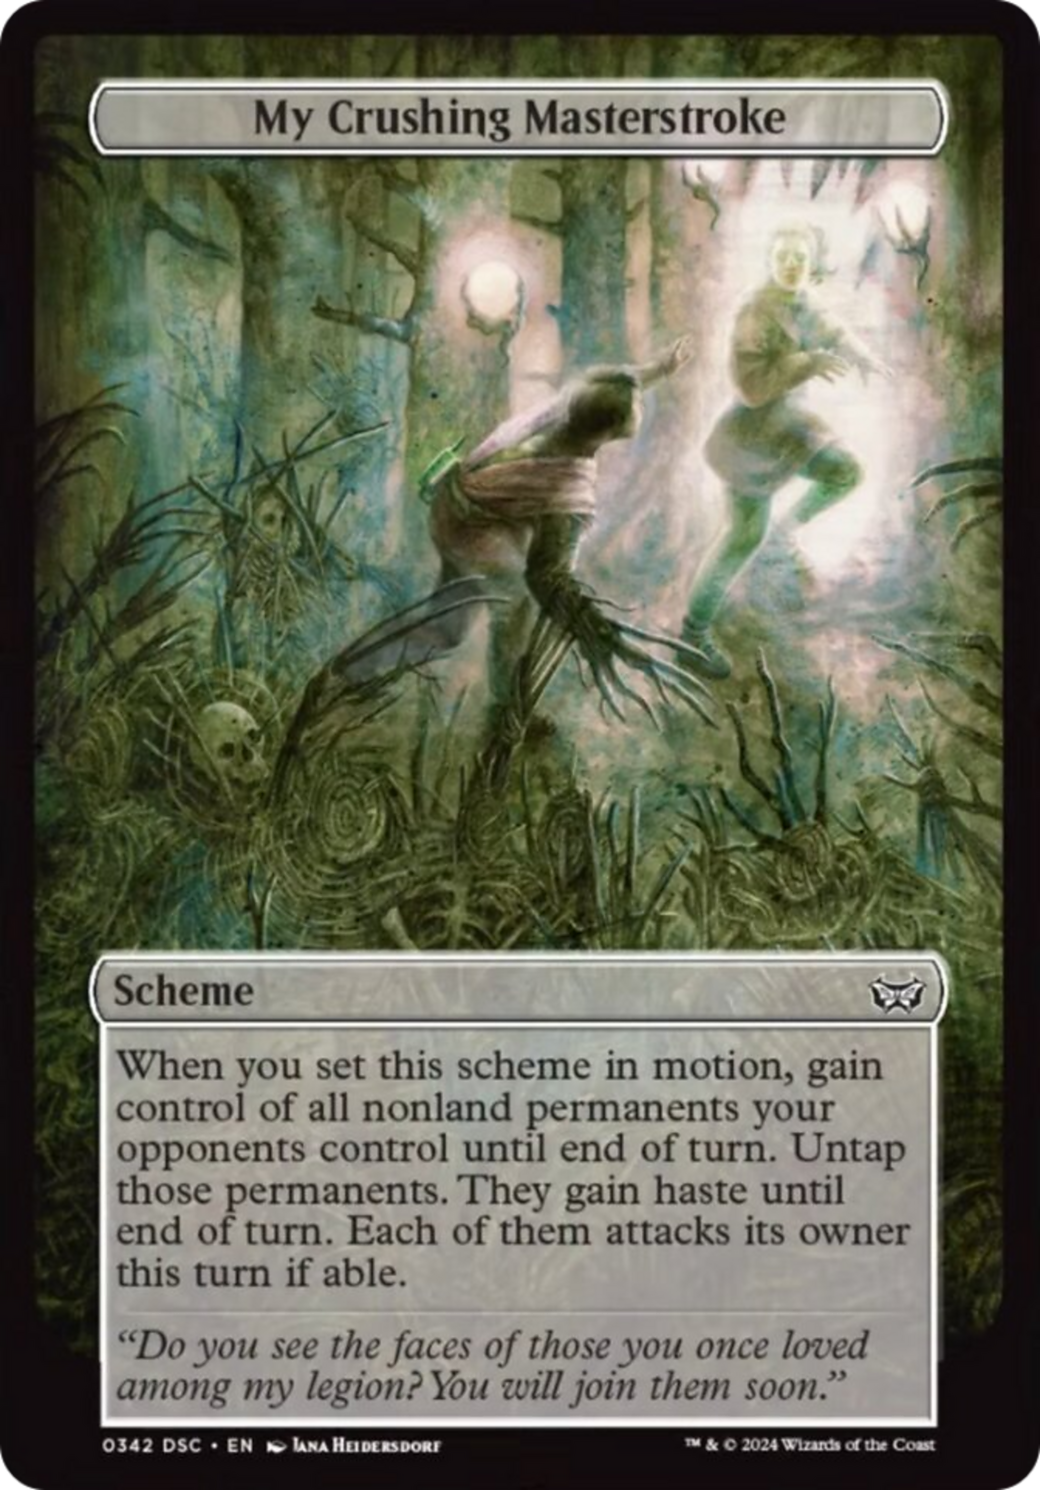 My Crushing Masterstroke
Scheme
When you set this scheme in motion, gain
control of all nonland permanents your
opponents control until end of turn. Untap
those permanents. They gain haste until
end of turn. Each of them attacks its owner
this turn if able.
“Do you see the faces of those you once loved
among my legion? You will join them soon.”
0342 DSC • EN Iana Heidersdorf
™ & © 2024 Wizards of the Coast